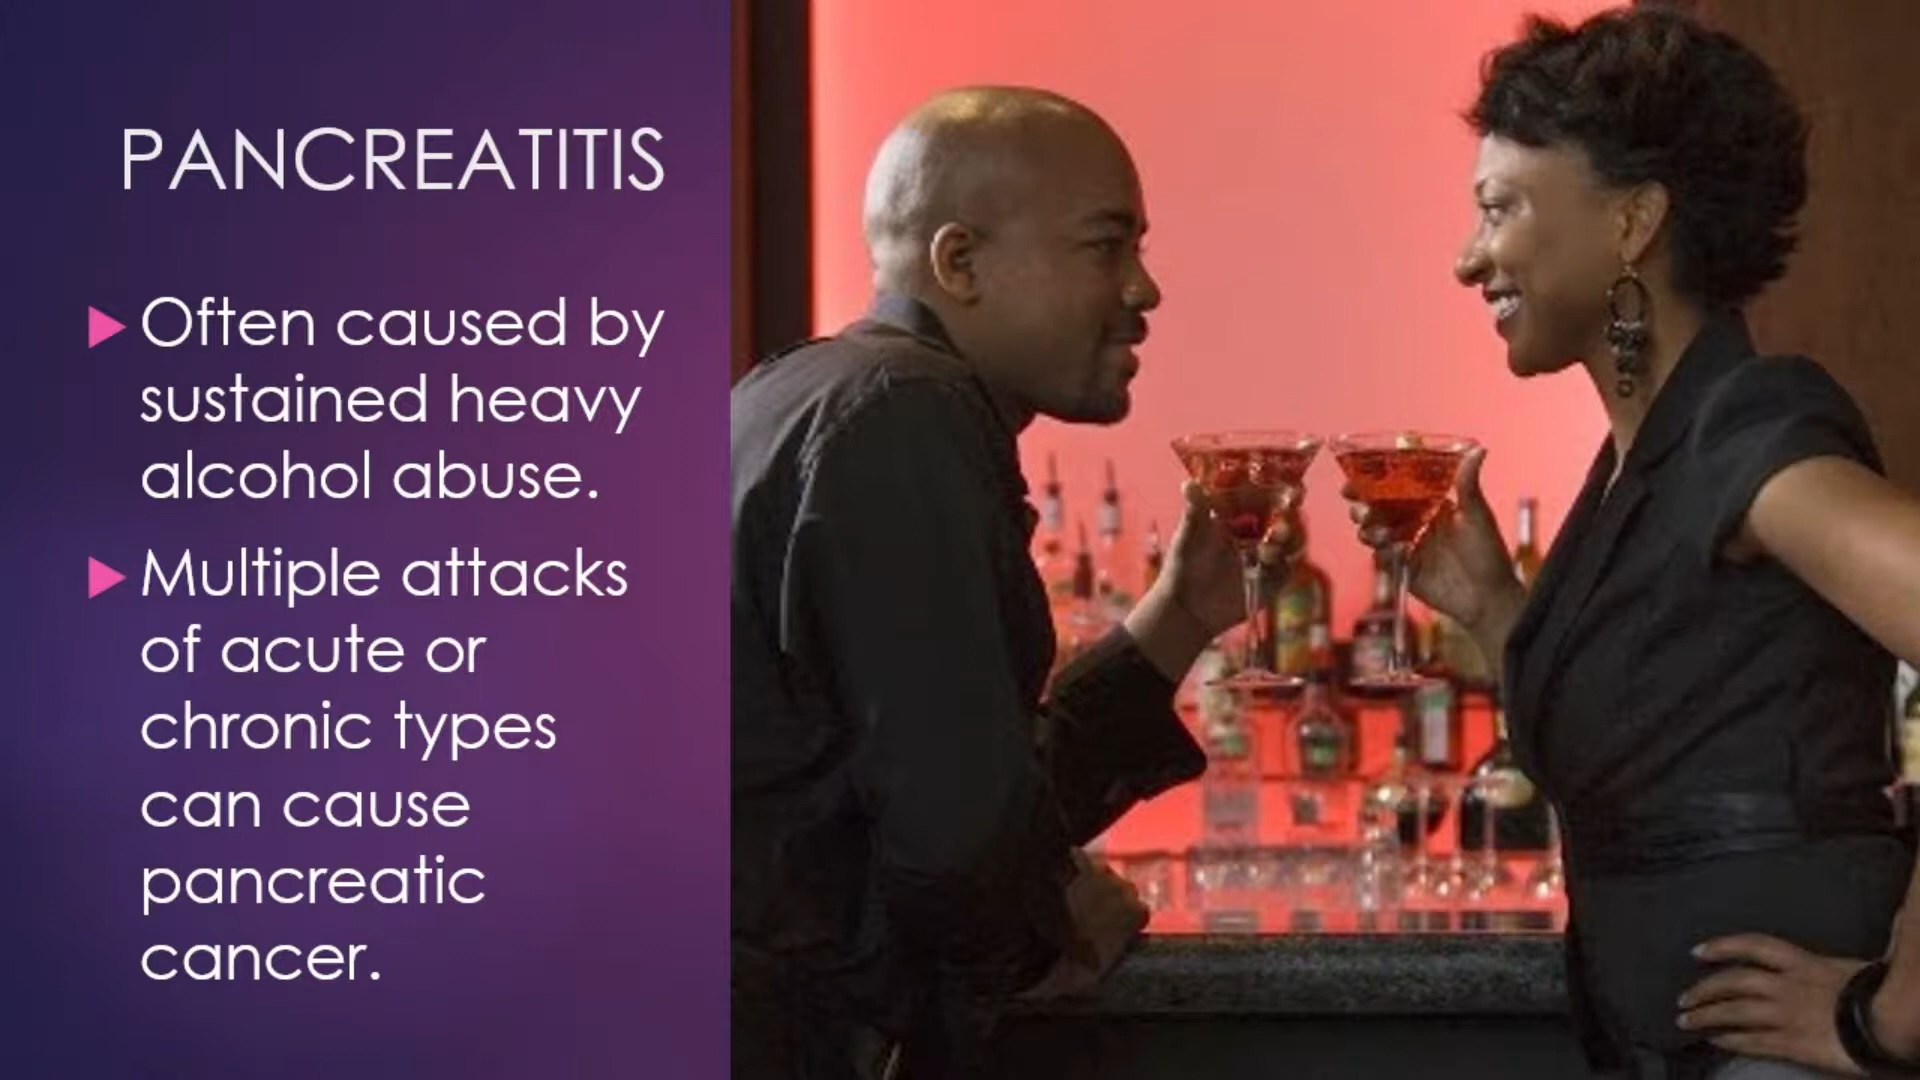 PANCREATITIS
Often caused by
sustained heavy
alcohol abuse.
Multiple attacks
of acute or
chronic types
can cause
pancreatic
cancer.